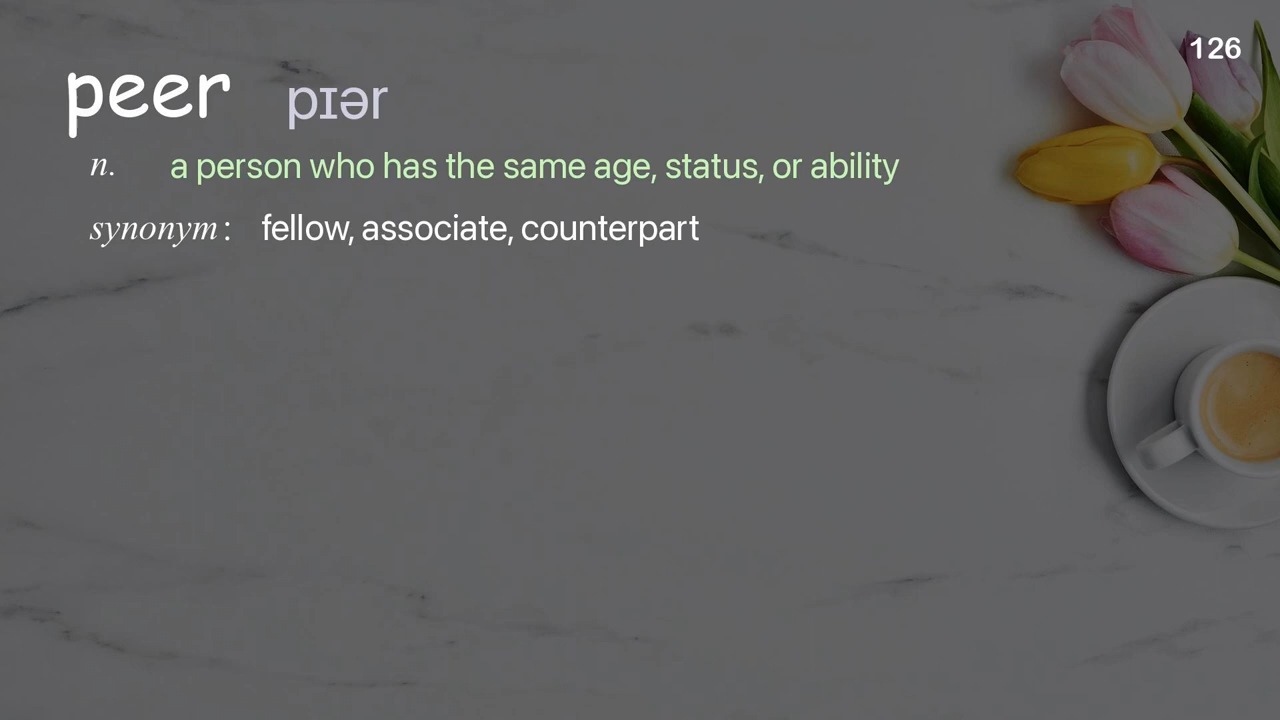 126
peer pɪər
n. a person who has the same age, status, or ability
synonym: fellow, associate, counterpart